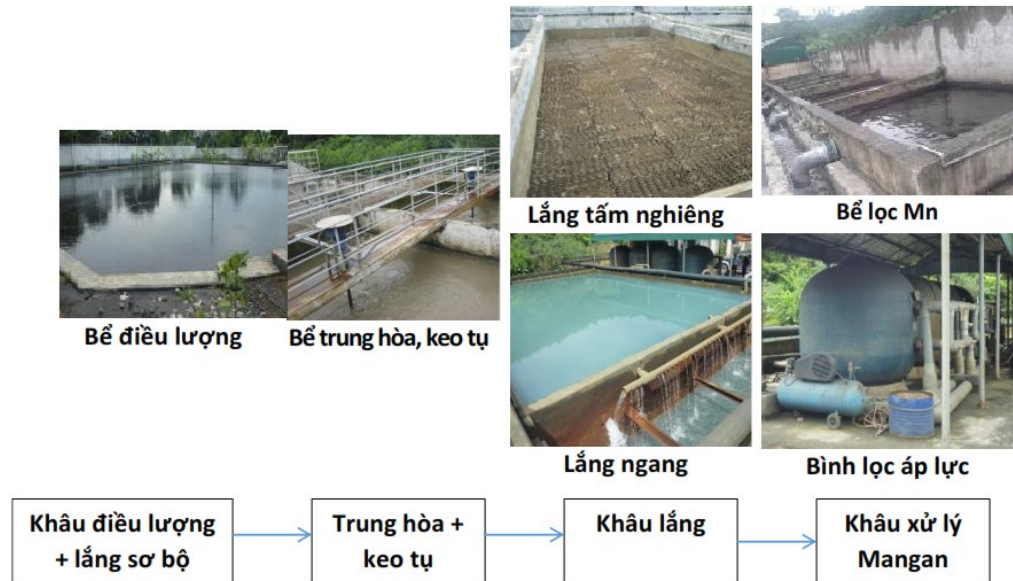 Lắng tấm nghiêng
Bể lọc Mn
Bể điều lượng
Bể trung hòa, keo tụ
Lắng ngang
Bình lọc áp lực
Khâu điều lượng
+ lắng sơ bộ
Trung hòa +
keo tụ
Khâu lắng
Khâu xử lý
Mangan